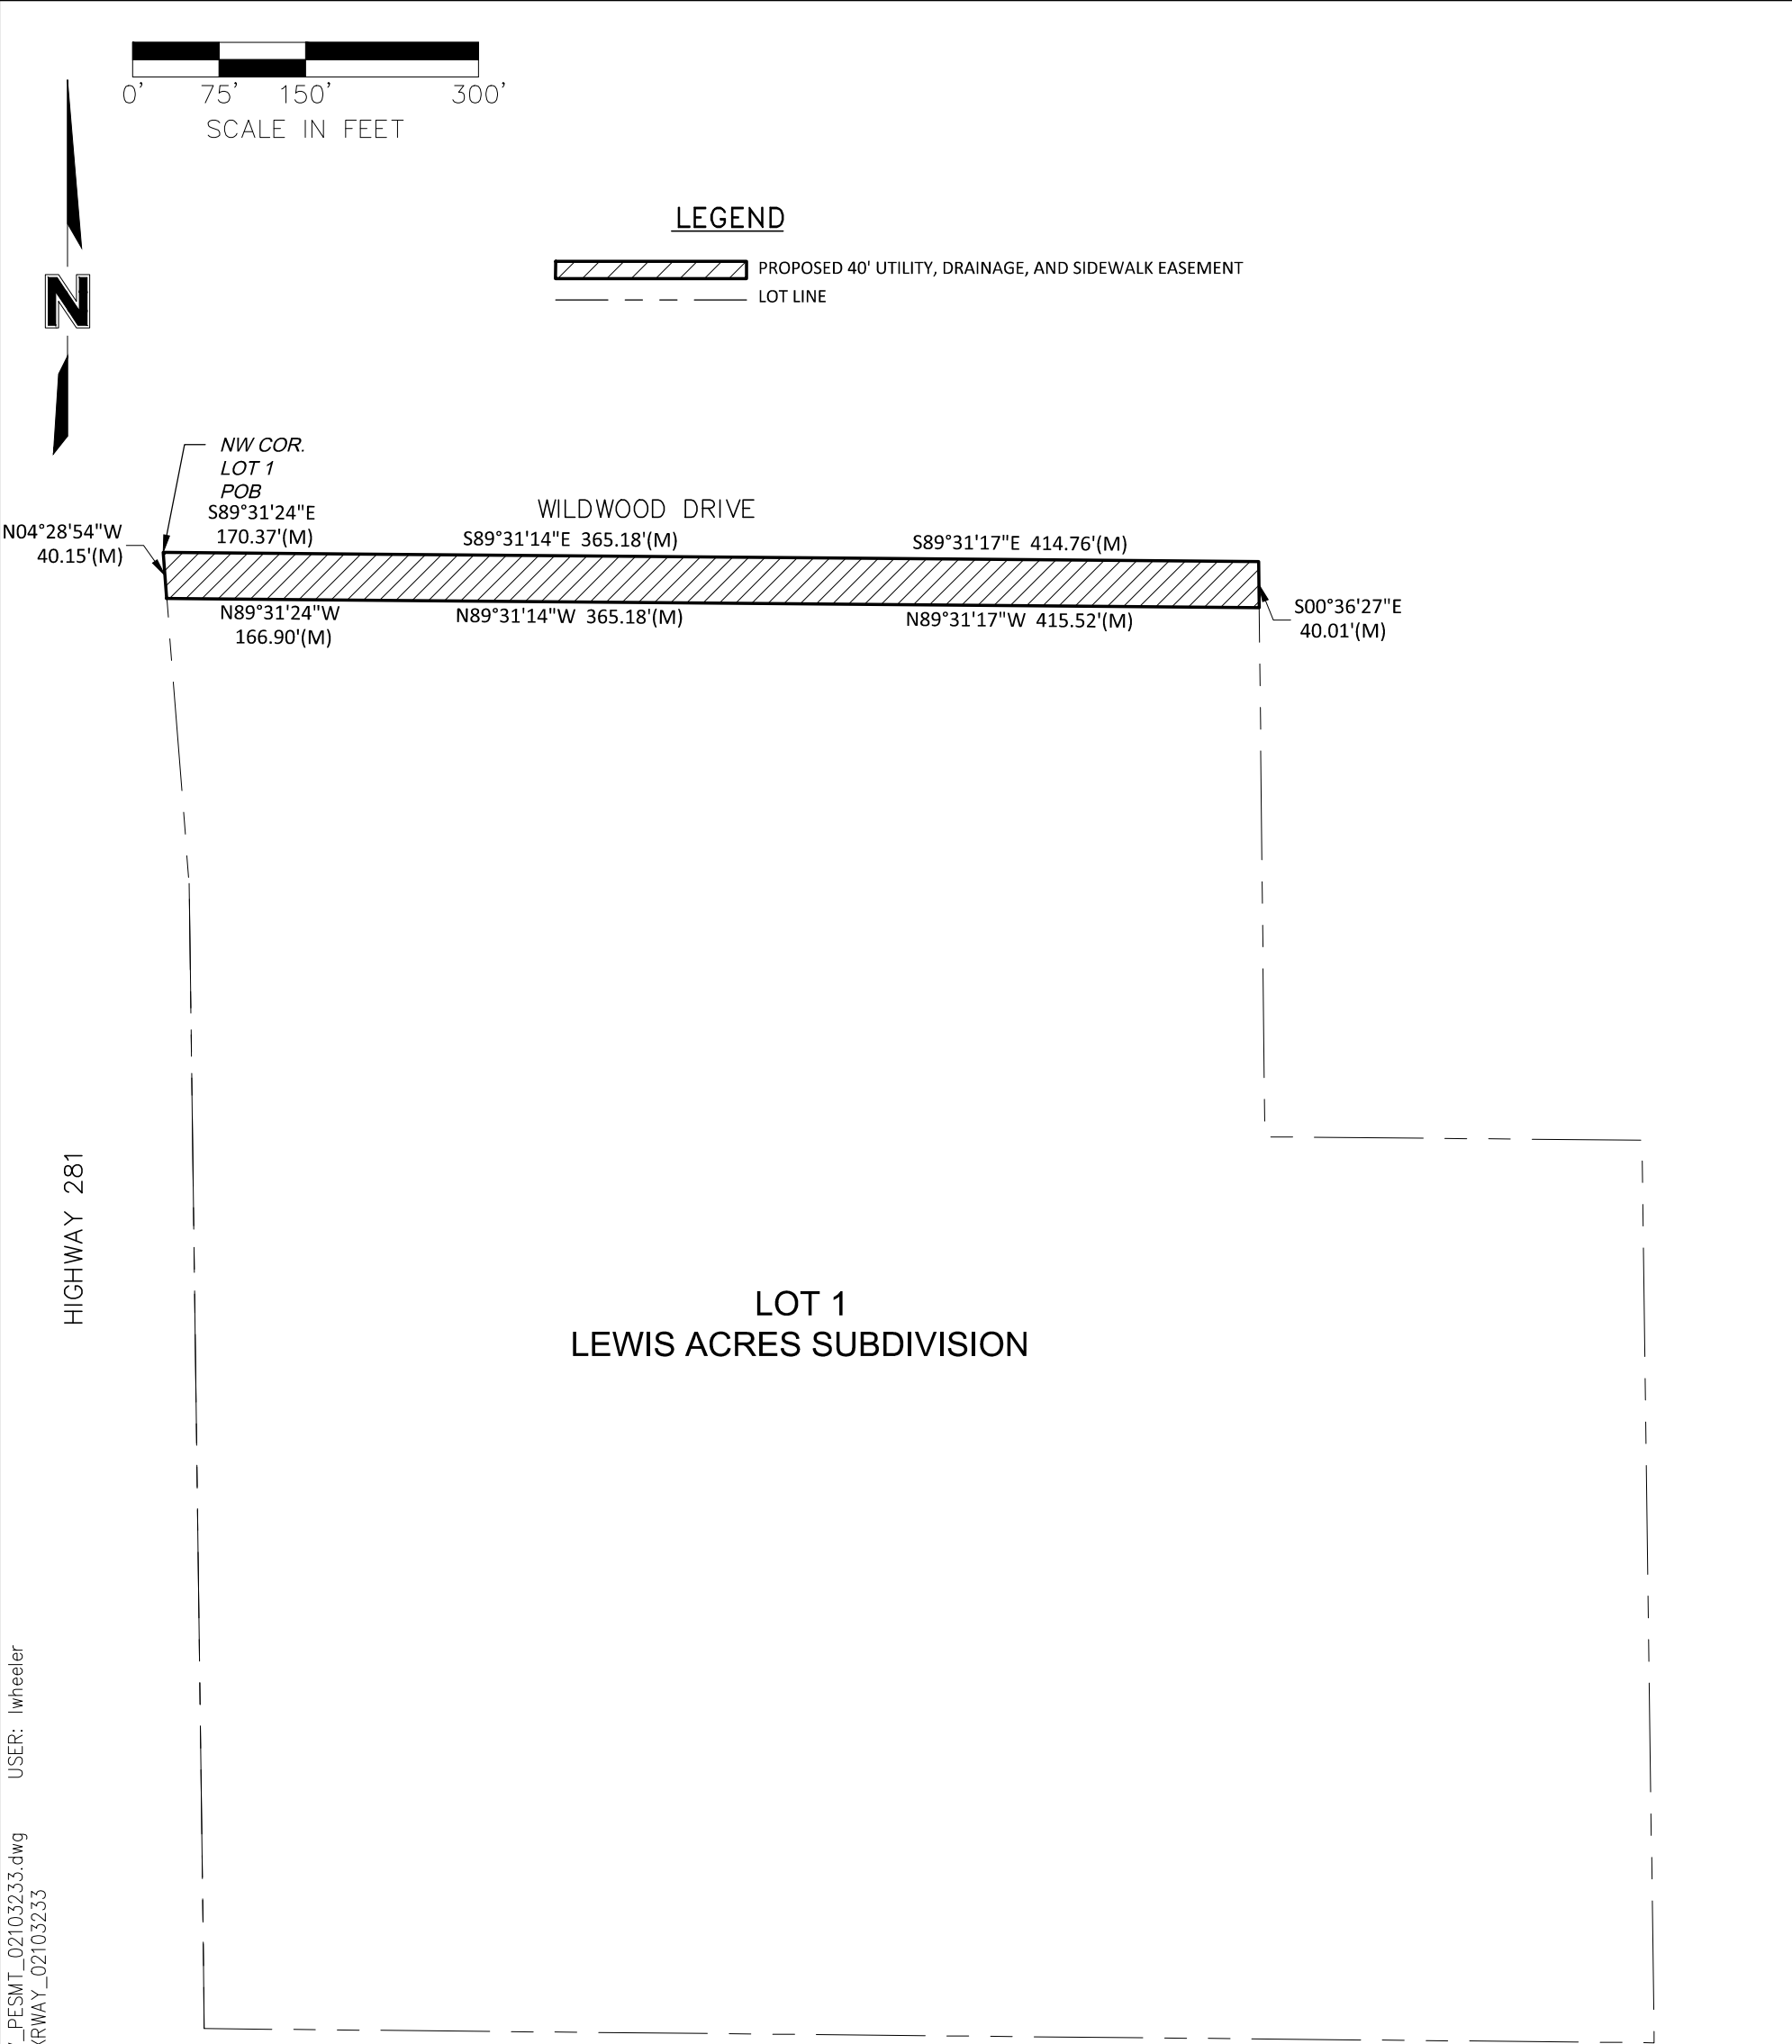 0' 75' 150' 300'
SCALE IN FEET
N
LEGEND
PROPOSED 40' UTILITY, DRAINAGE, AND SIDEWALK EASEMENT
LOT LINE
NW COR.
LOT 1
POB
S89°31'24"E
170.37'(M)
N04°28'54"W
40.15'(M)
WILDWOOD DRIVE
S89°31'14"E 365.18'(M)
S89°31'17"E 414.76'(M)
N89°31'24"W
166.90'(M)
N89°31'14"W 365.18'(M)
N89°31'17"W 415.52'(M)
S00°36'27"E
40.01'(M)
HIGHWAY 281
LOT 1
LEWIS ACRES SUBDIVISION
_PESMT_02103233.dwg USER: lwheeler
KRWAY_02103233